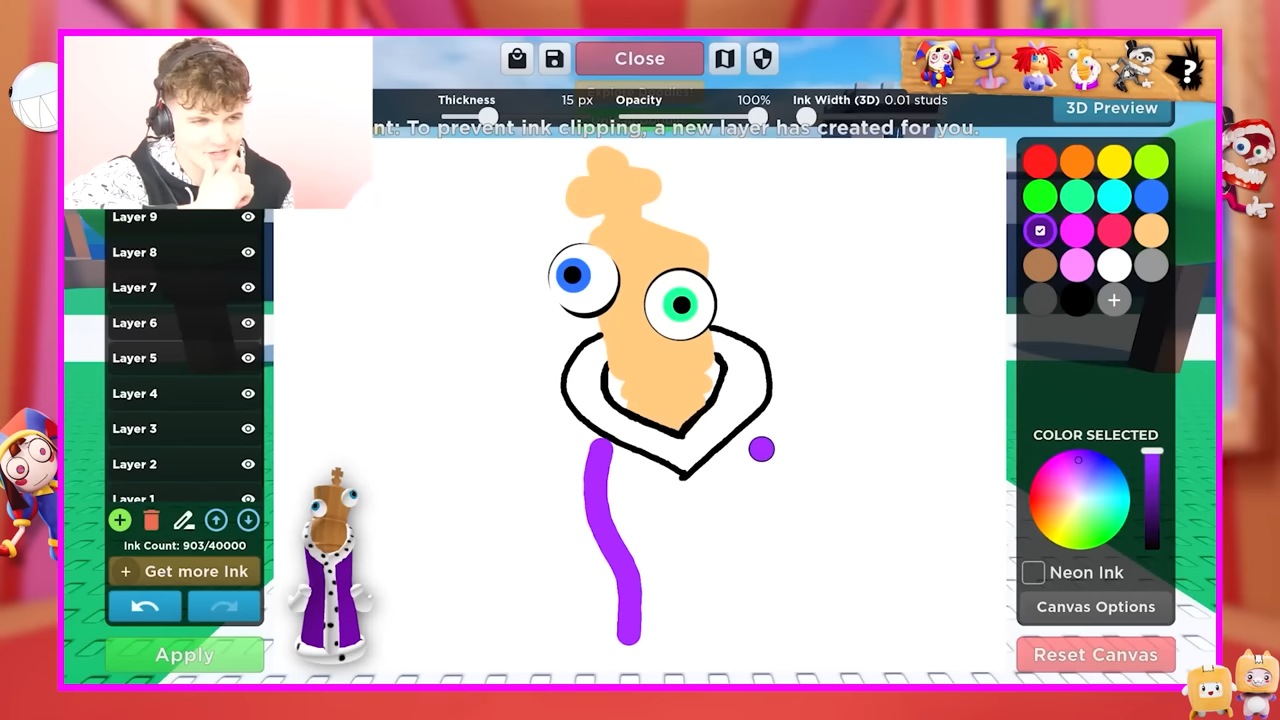 Close
Thickness 15 px Opacity 100% Ink Width (3D) 0.01 studs
3D Preview
nt: To prevent ink clipping, a new layer has created for you.
?
Layer 9
Layer 8
Layer 7
Layer 6
Layer 5
Layer 4
Layer 3
Layer 2
Layer 1
Ink Count: 903/40000
+ Get more Ink
Apply
+
COLOR SELECTED
Neon Ink
Canvas Options
Reset Canvas